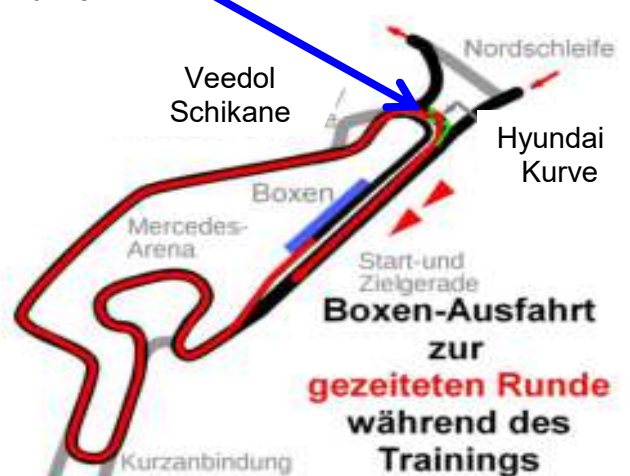 Nordschleife
Veedol
Schikane
Hyundai
Kurve
Boxen
Mercedes-
Arena
Start-und
Zielgerade
Boxen-Ausfahrt
zur
gezeiteten Runde
während des
Trainings
Kurzanbindung